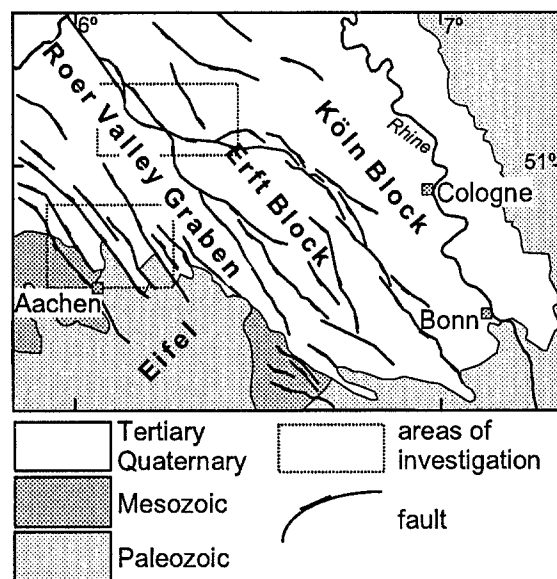 6°
7°
Roer Valley Graben
Erft Block
Köln Block
Rhine
51°
Cologne
Aachen
Bonn
Eifel
Tertiary
Quaternary
Mesozoic
Paleozoic
areas of
investigation
fault